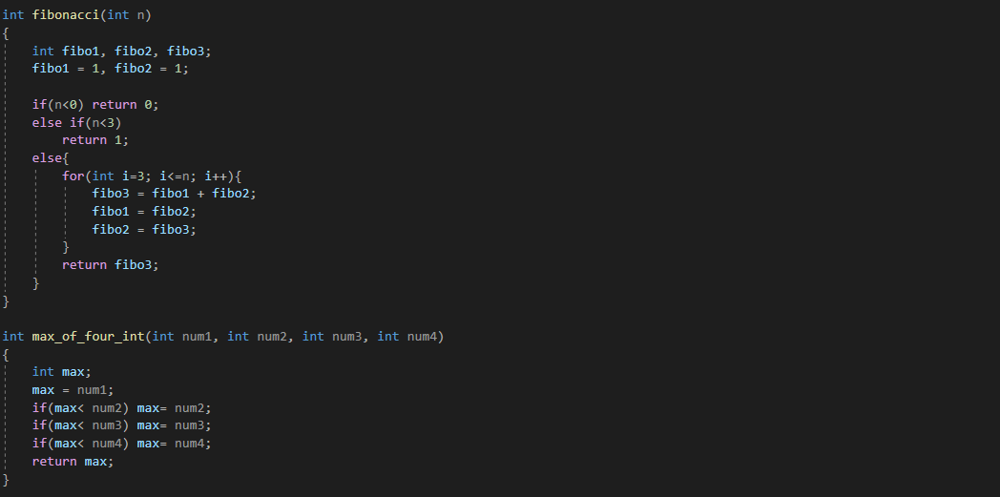 int fibonacci(int n)
{
    int fibo1, fibo2, fibo3;
    fibo1 = 1, fibo2 = 1;

    if(n<0) return 0;
    else if(n<3)
        return 1;
    else{
        for(int i=3; i<=n; i++){
            fibo3 = fibo1 + fibo2;
            fibo1 = fibo2;
            fibo2 = fibo3;
        }
        return fibo3;
    }
}

int max_of_four_int(int num1, int num2, int num3, int num4)
{
    int max;
    max = num1;
    if(max< num2) max= num2;
    if(max< num3) max= num3;
    if(max< num4) max= num4;
    return max;
}